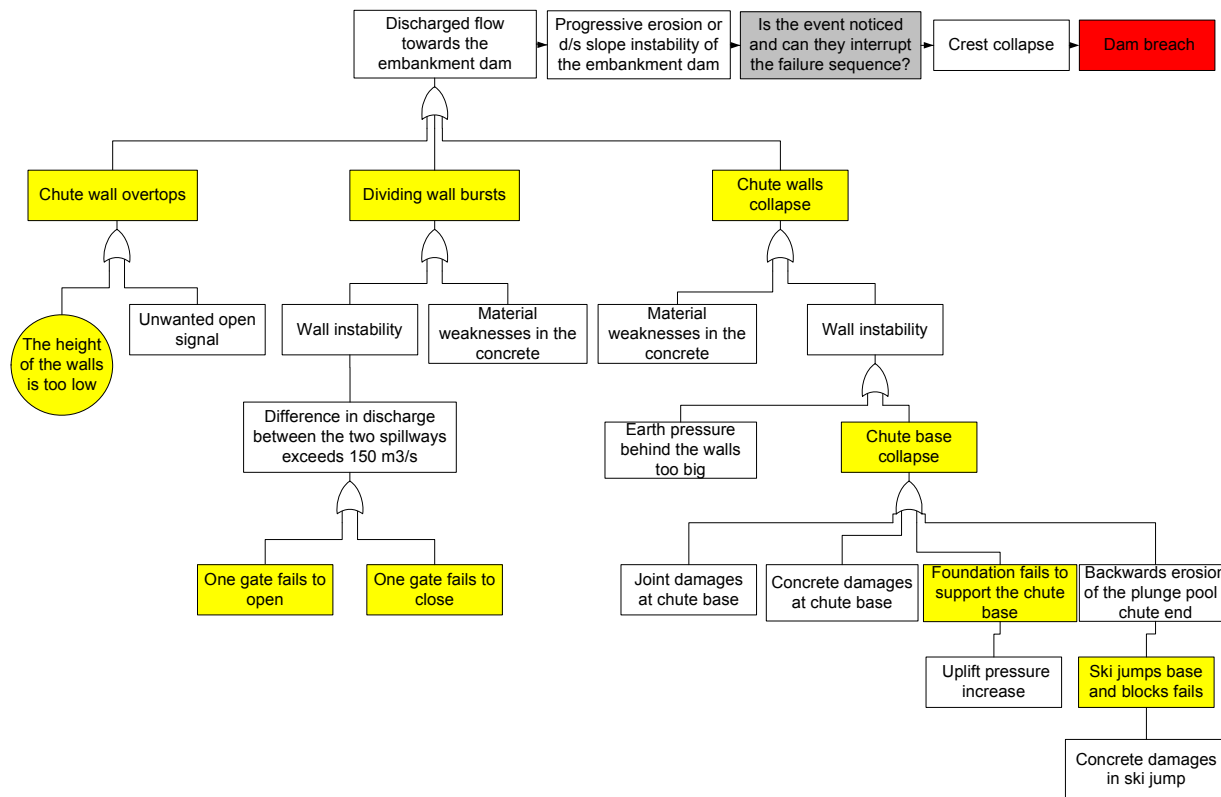 Discharged flow
towards the
embankment dam
Progressive erosion or
d/s slope instability of
the embankment dam
Is the event noticed
and can they interrupt
the failure sequence?
Crest collapse
Dam breach
Chute wall overtops
Dividing wall bursts
Chute walls
collapse
The height
of the walls
is too low
Unwanted open
signal
Wall instability
Material
weaknesses in the
concrete
Material
weaknesses in the
concrete
Wall instability
Difference in discharge
between the two spillways
exceeds 150 m3/s
Earth pressure
behind the walls
too big
Chute base
collapse
One gate fails to
open
One gate fails to
close
Joint damages
at chute base
Concrete damages
at chute base
Foundation fails to
support the chute
base
Backwards erosion
of the plunge pool
chute end
Uplift pressure
increase
Ski jumps base
and blocks fails
Concrete damages
in ski jump